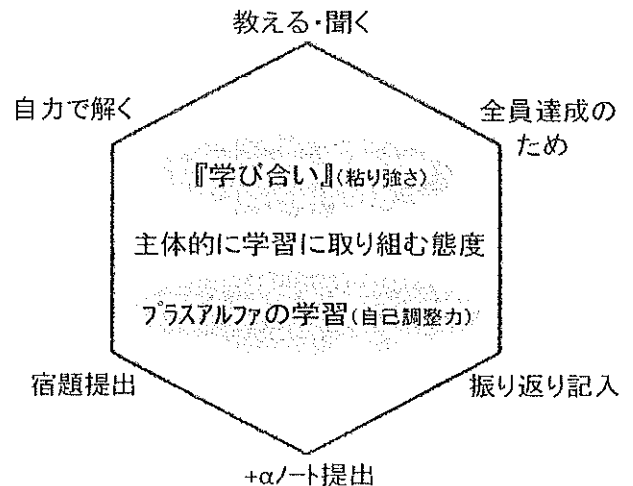 教える・聞く
自力で解く
全員達成の
ため
『学び合い』(粘り強さ)
主体的に学習に取り組む態度
プラスアルファの学習(自己調整力)
宿題提出
振り返り記入
+αノート提出